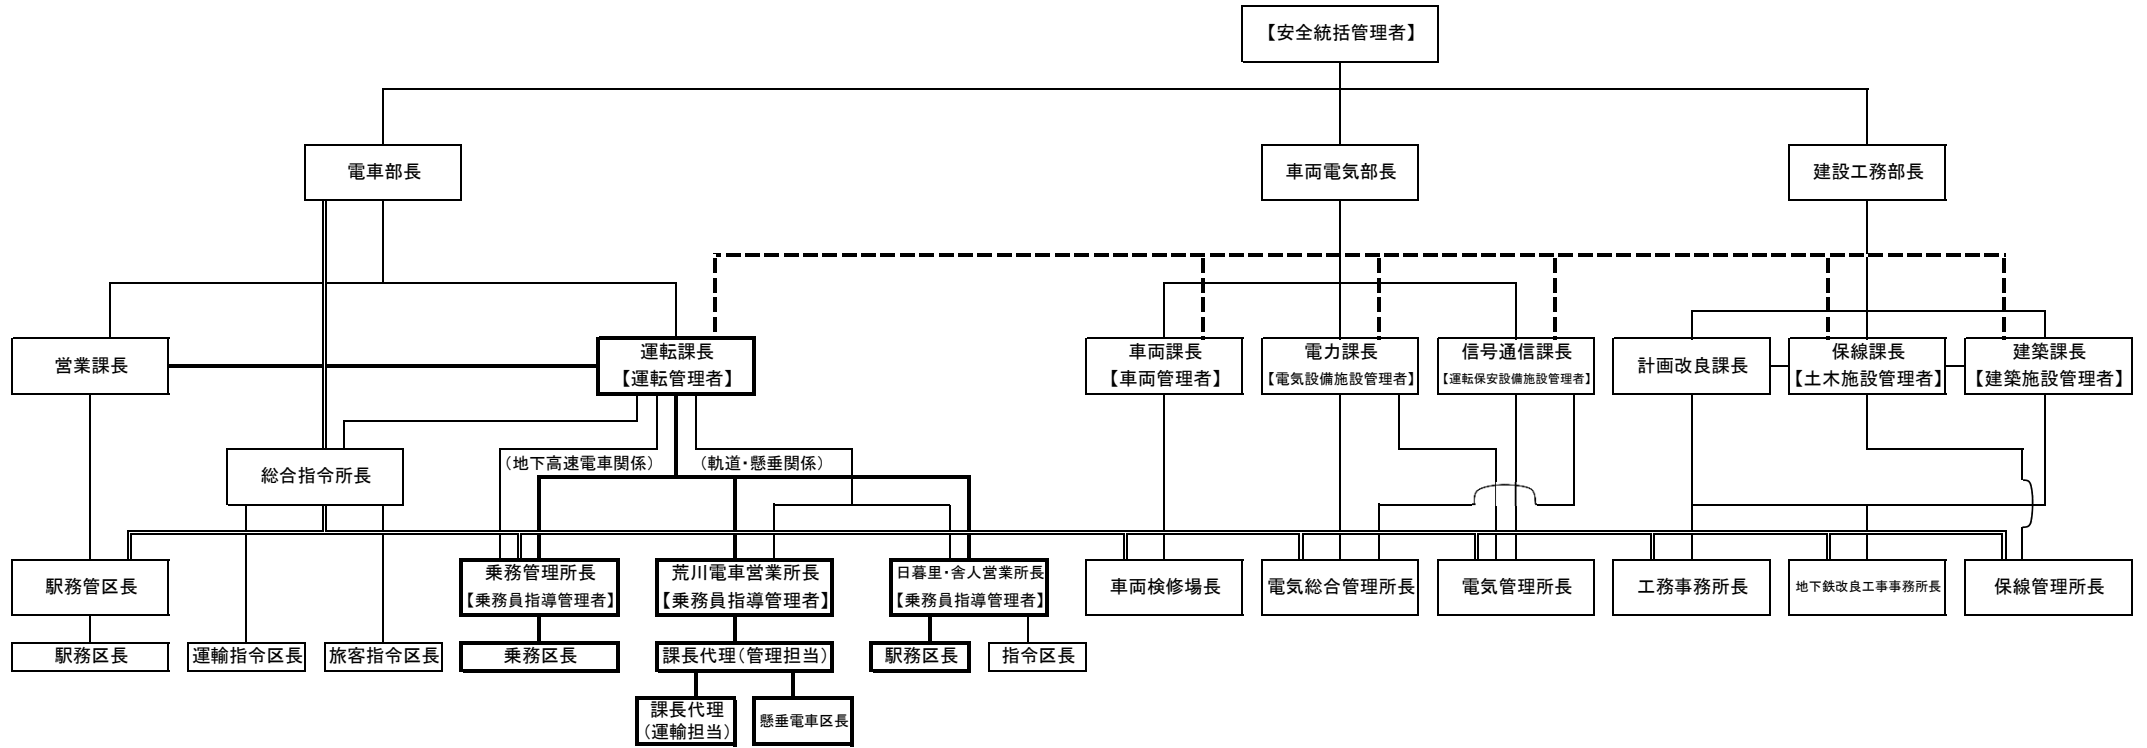 【安全統括管理者】
電車部長
車両電気部長
建設工務部長
営業課長
運転課長
【運転管理者】
車両課長
【車両管理者】
電力課長
【電気設備施設管理者】
信号通信課長
【運転保安設備施設管理者】
計画改良課長
保線課長
【土木施設管理者】
建築課長
【建築施設管理者】
総合指令所長
（地下高速電車関係）
（軌道・懸垂関係）
駅務管区長
乗務管理所長
【乗務員指導管理者】
荒川電車営業所長
【乗務員指導管理者】
日暮里・舎人営業所長
【乗務員指導管理者】
車両検修場長
電気総合管理所長
電気管理所長
工務事務所長
地下鉄改良工事事務所長
保線管理所長
駅務区長
運輸指令区長
旅客指令区長
乗務区長
課長代理（管理担当）
駅務区長
指令区長
課長代理
（運輸担当）
懸垂電車区長